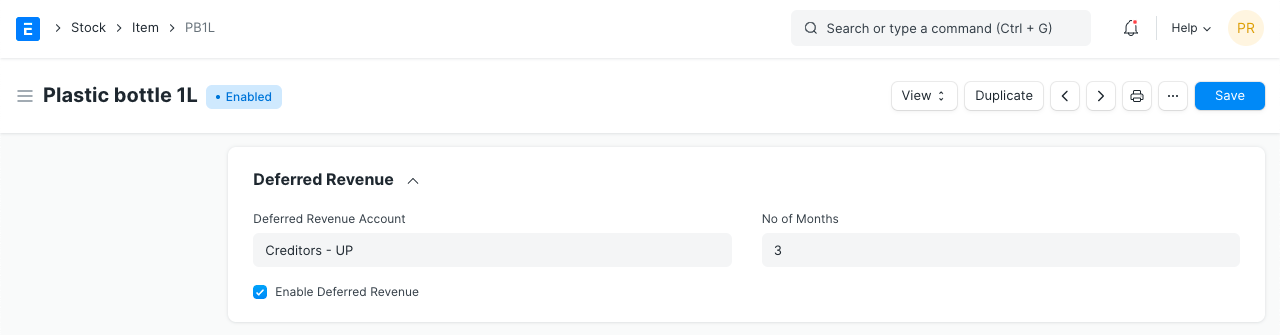 E Stock Item PB1L Search or type a command (Ctrl + G) Help PR
Plastic bottle 1L • Enabled View Duplicate ... Save
Deferred Revenue
Deferred Revenue Account No of Months
Creditors - UP 3
Enable Deferred Revenue